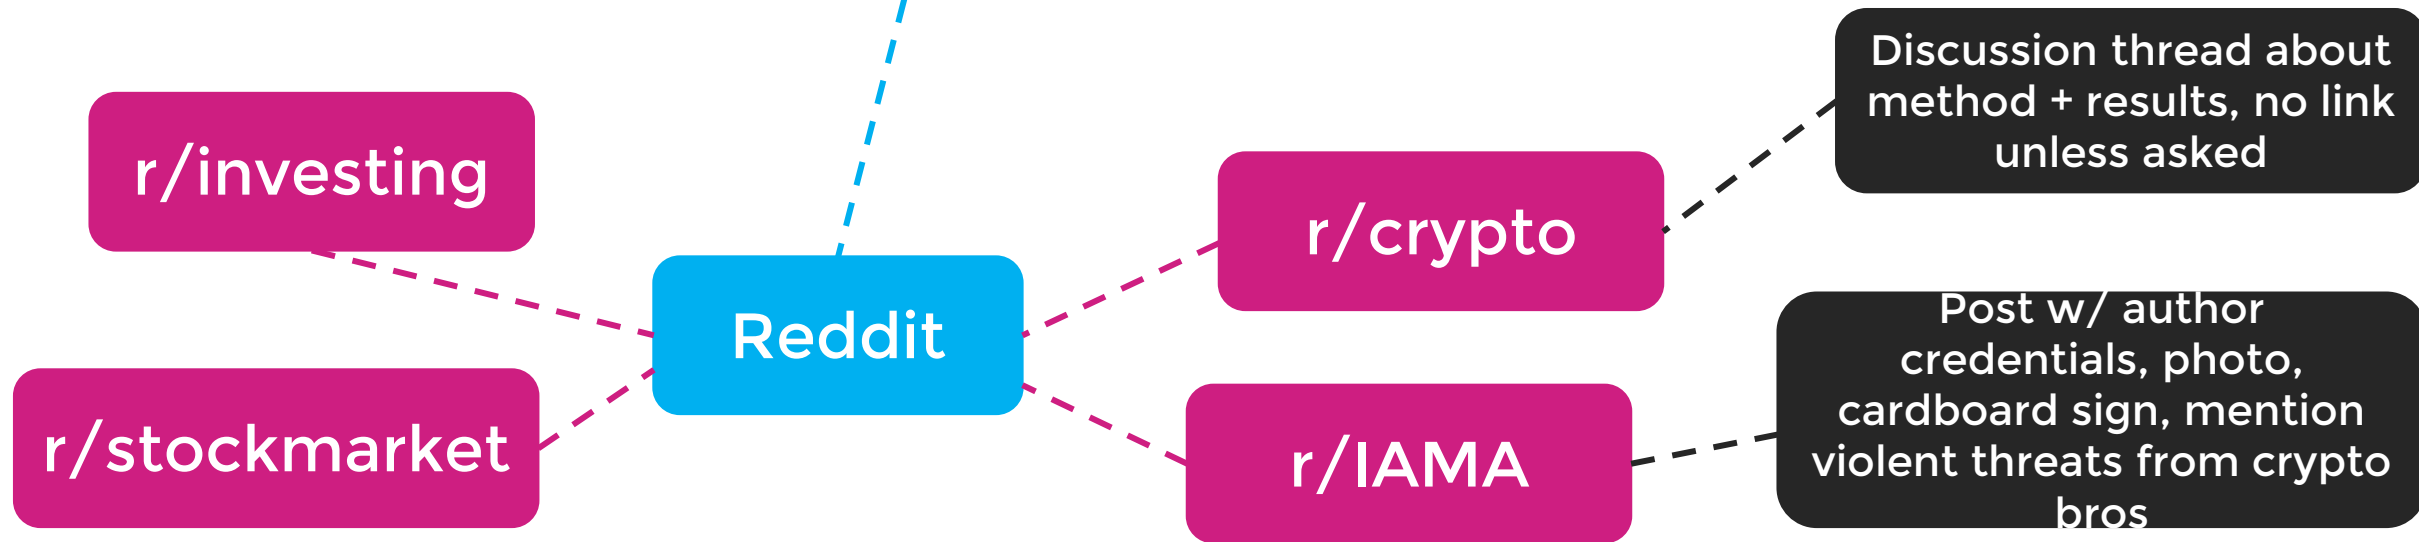 r/investing
r/stockmarket
Reddit
r/crypto
r/IAMA
Discussion thread about
method + results, no link
unless asked
Post w/ author
credentials, photo,
cardboard sign, mention
violent threats from crypto
bros